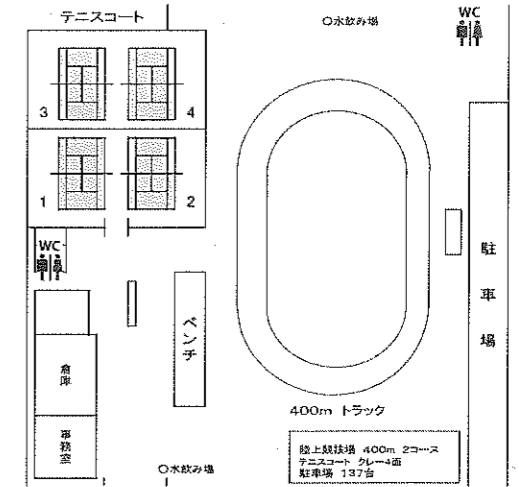 テニスコート
○水飲み場
WC
3
4
1
2
WC
ベンチ
駐車場
倉庫
事務室
400m トラック
○水飲み場
陸上競技場 400m 2コース
テニスコート クレー4面
駐車場 137台